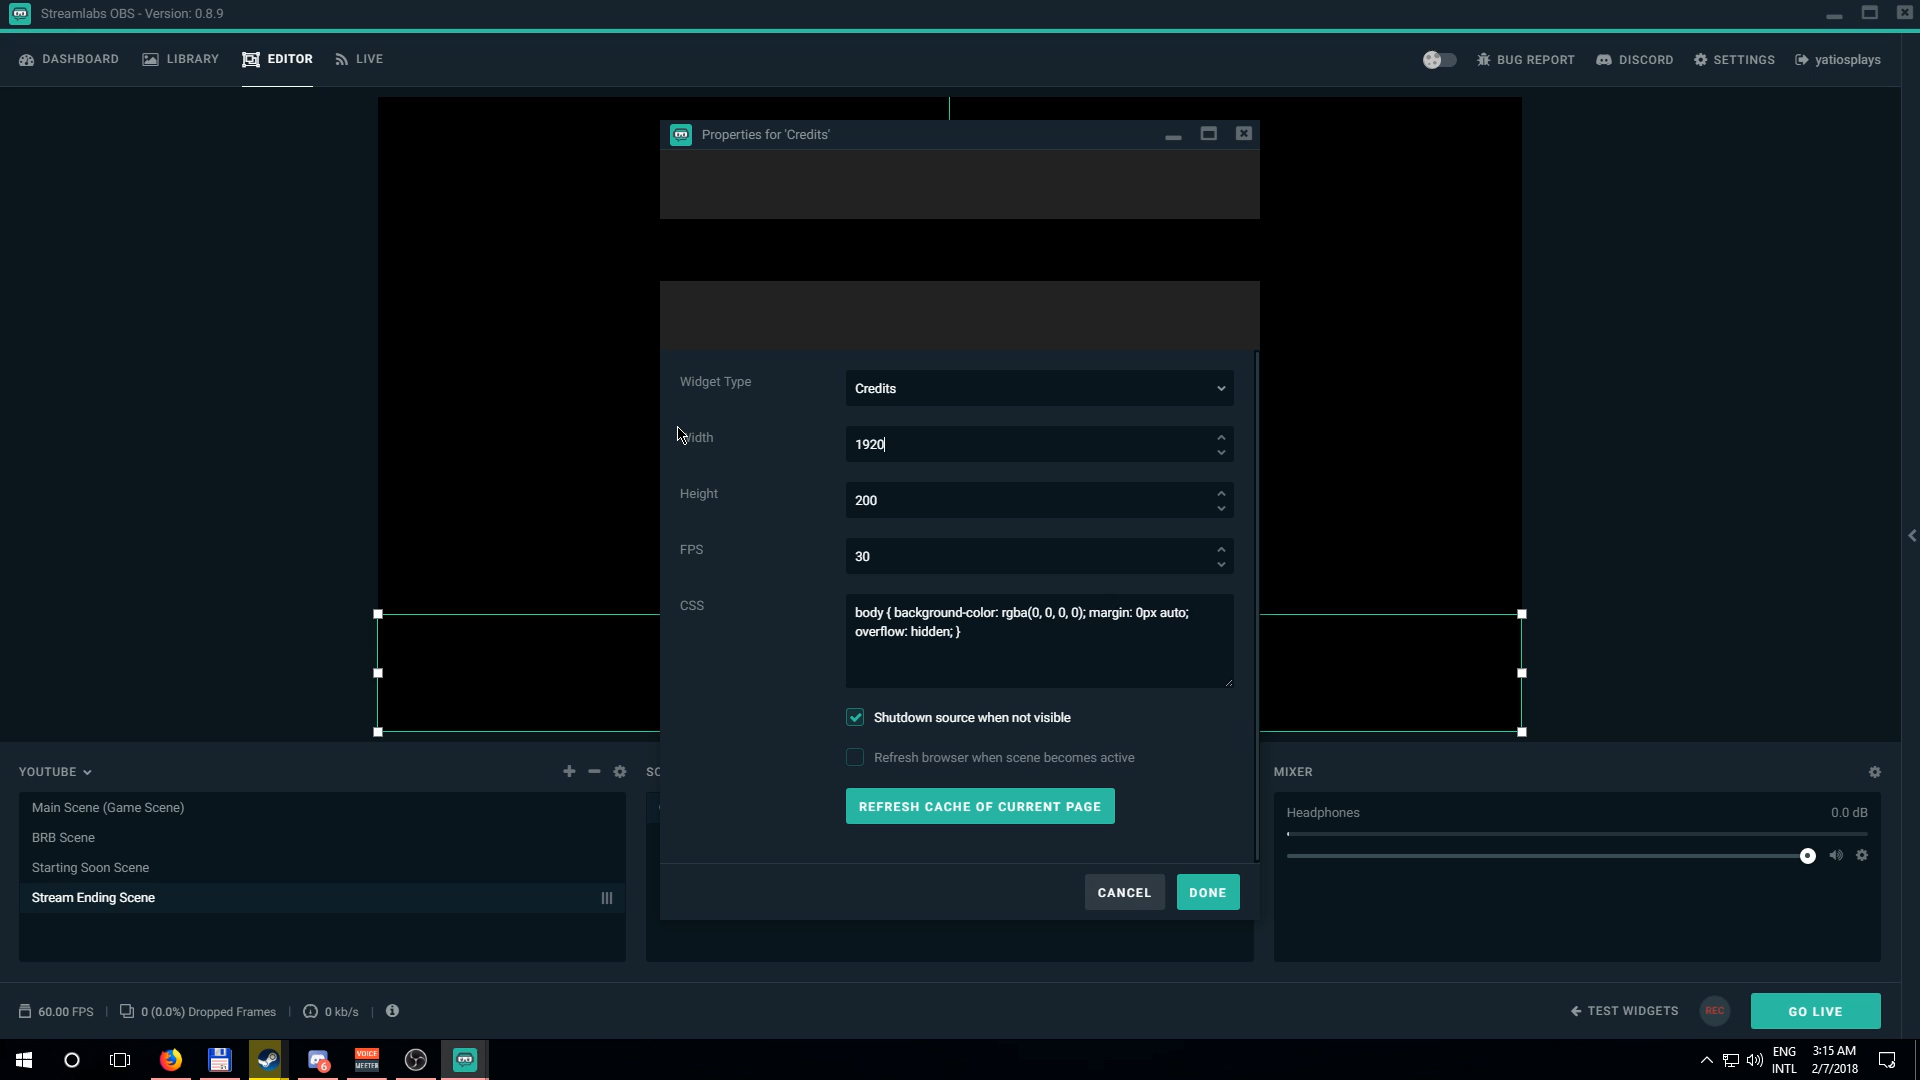 Streamlabs OBS - Version: 0.8.9
DASHBOARD
LIBRARY
EDITOR
LIVE
BUG REPORT
DISCORD
SETTINGS
yatiosplays
Properties for 'Credits'
Widget Type
Credits
Width
1920
Height
200
FPS
30
CSS
body { background-color: rgba(0, 0, 0, 0); margin: 0px auto;
overflow: hidden; }
Shutdown source when not visible
Refresh browser when scene becomes active
REFRESH CACHE OF CURRENT PAGE
CANCEL
DONE
YOUTUBE
Main Scene (Game Scene)
BRB Scene
Starting Soon Scene
Stream Ending Scene
MIXER
Headphones
0.0 dB
60.00 FPS
0 (0.0%) Dropped Frames
0 kb/s
TEST WIDGETS
REC
GO LIVE
VOICE
MEETER
6
ENG
INTL
3:15 AM
2/7/2018